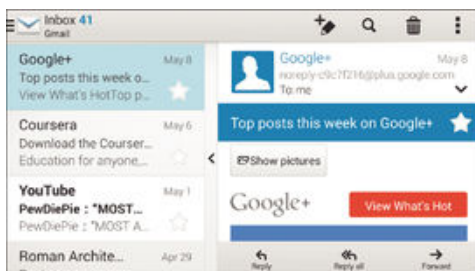 Inbox 41
Gmail
Google+ May 8
Top posts this week o...
View What's HotTop p...
Coursera May 6
Download the Courser...
Education for anyone...
YouTube May 1
PewDiePie : "MOST...
PewDiePie : "MOST A...
Roman Archite... Apr 29
Google+ May 8
noreply-c9c7f216@plus.google.com
To me
Top posts this week on Google+
Show pictures
Google+
View What's Hot
Reply
Reply all
Forward